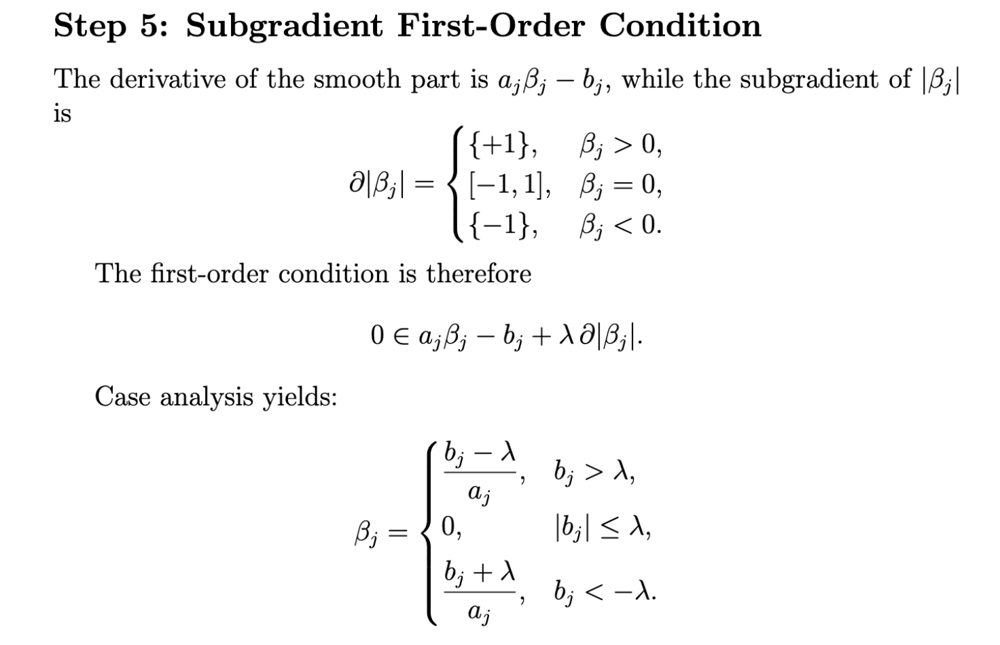 Step 5: Subgradient First-Order Condition
The derivative of the smooth part is $a_j\beta_j - b_j$, while the subgradient of $|\beta_j|$
is
$$\partial|\beta_j| = \begin{cases} \{+1\}, & \beta_j > 0, \\ [-1, 1], & \beta_j = 0, \\ \{-1\}, & \beta_j < 0. \end{cases}$$
The first-order condition is therefore
$$0 \in a_j\beta_j - b_j + \lambda\,\partial|\beta_j|.$$
Case analysis yields:
$$\beta_j = \begin{cases} \dfrac{b_j - \lambda}{a_j}, & b_j > \lambda, \\ 0, & |b_j| \leq \lambda, \\ \dfrac{b_j + \lambda}{a_j}, & b_j < -\lambda. \end{cases}$$